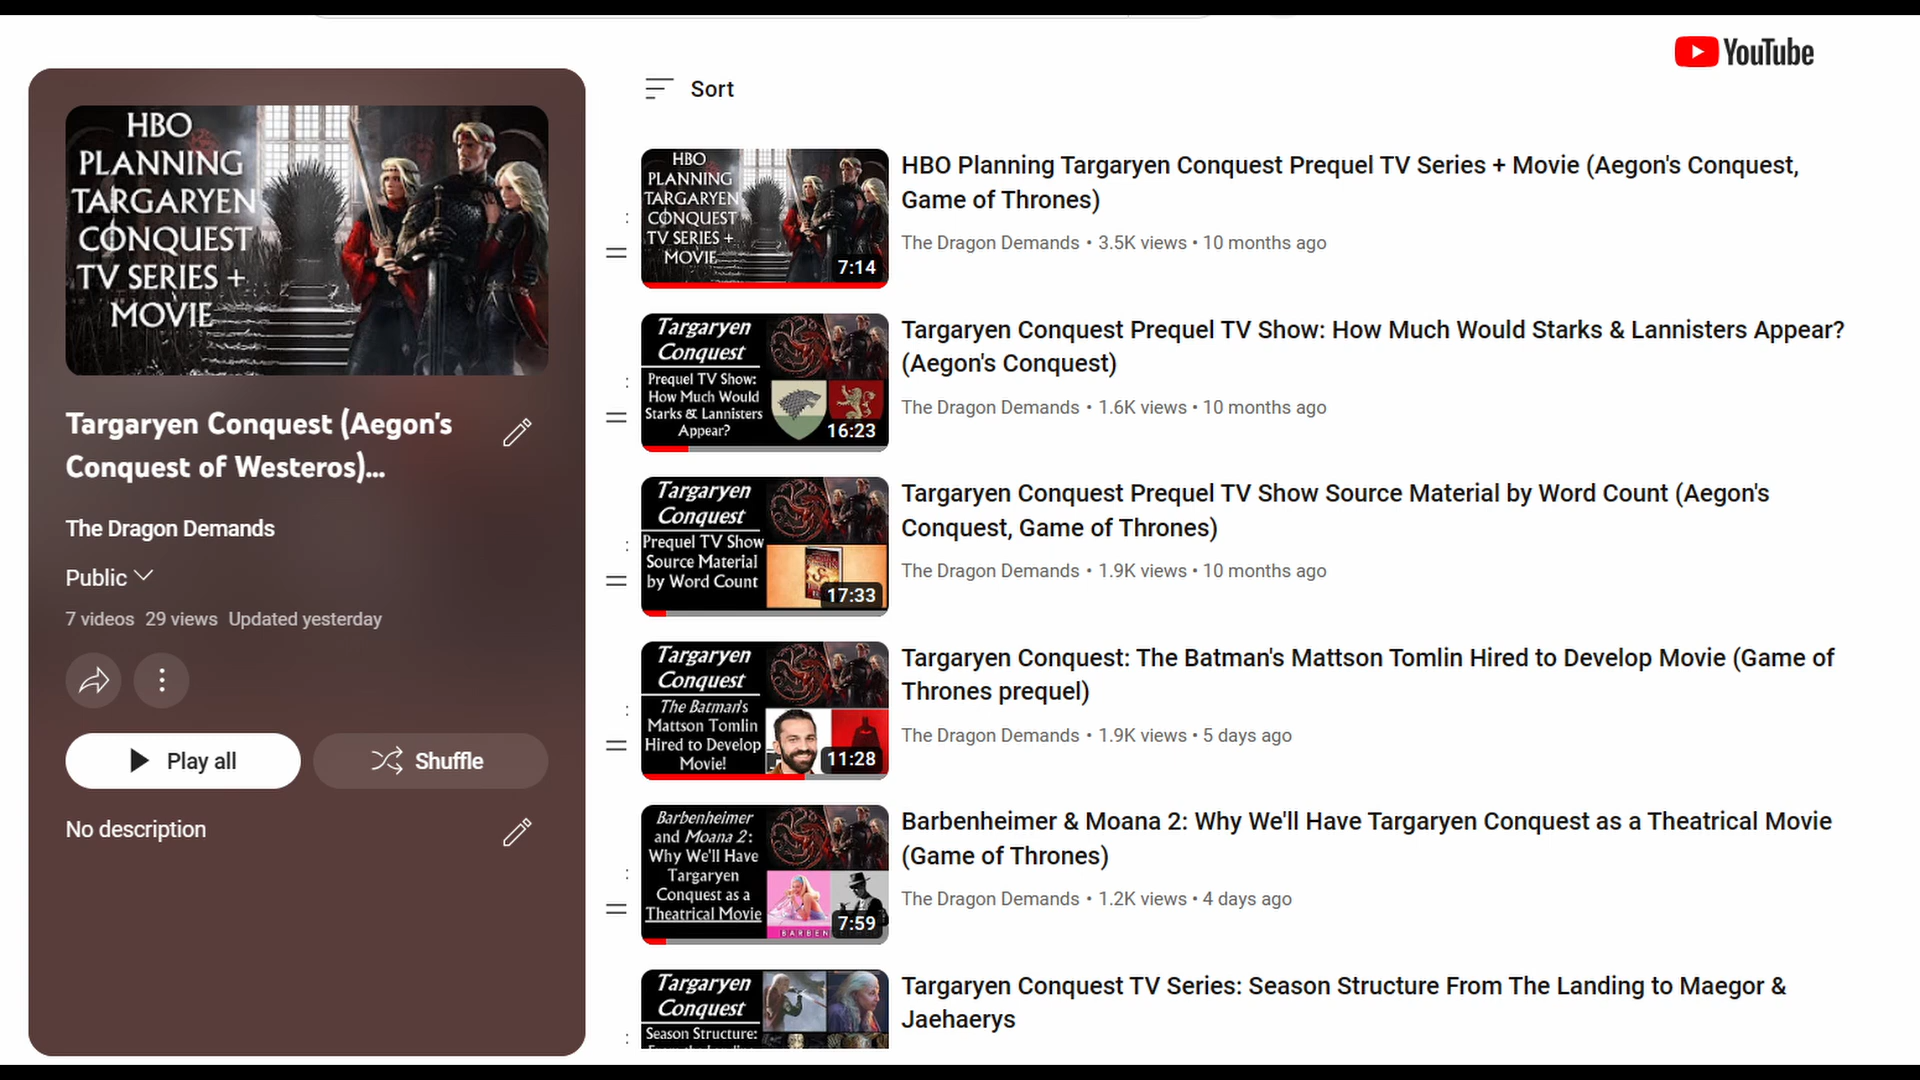 YouTube
HBO
PLANNING
TARGARYEN
CONQUEST
TV SERIES +
MOVIE
Targaryen Conquest (Aegon's
Conquest of Westeros)...
The Dragon Demands
Public
7 videos 29 views Updated yesterday
Play all
Shuffle
No description
Sort
HBO
PLANNING
TARGARYEN
CONQUEST
TV SERIES +
MOVIE
7:14
HBO Planning Targaryen Conquest Prequel TV Series + Movie (Aegon's Conquest,
Game of Thrones)
The Dragon Demands • 3.5K views • 10 months ago
Targaryen
Conquest
Prequel TV Show:
How Much Would
Starks & Lannisters
Appear?
16:23
Targaryen Conquest Prequel TV Show: How Much Would Starks & Lannisters Appear?
(Aegon's Conquest)
The Dragon Demands • 1.6K views • 10 months ago
Targaryen
Conquest
Prequel TV Show
Source Material
by Word Count
17:33
Targaryen Conquest Prequel TV Show Source Material by Word Count (Aegon's
Conquest, Game of Thrones)
The Dragon Demands • 1.9K views • 10 months ago
Targaryen
Conquest
The Batman's
Mattson Tomlin
Hired to Develop
Movie!
11:28
Targaryen Conquest: The Batman's Mattson Tomlin Hired to Develop Movie (Game of
Thrones prequel)
The Dragon Demands • 1.9K views • 5 days ago
Barbenheimer
and Moana 2:
Why We'll Have
Targaryen
Conquest as a
Theatrical Movie
BARBEN
7:59
Barbenheimer & Moana 2: Why We'll Have Targaryen Conquest as a Theatrical Movie
(Game of Thrones)
The Dragon Demands • 1.2K views • 4 days ago
Targaryen
Conquest
Season Structure:
Targaryen Conquest TV Series: Season Structure From The Landing to Maegor &
Jaehaerys